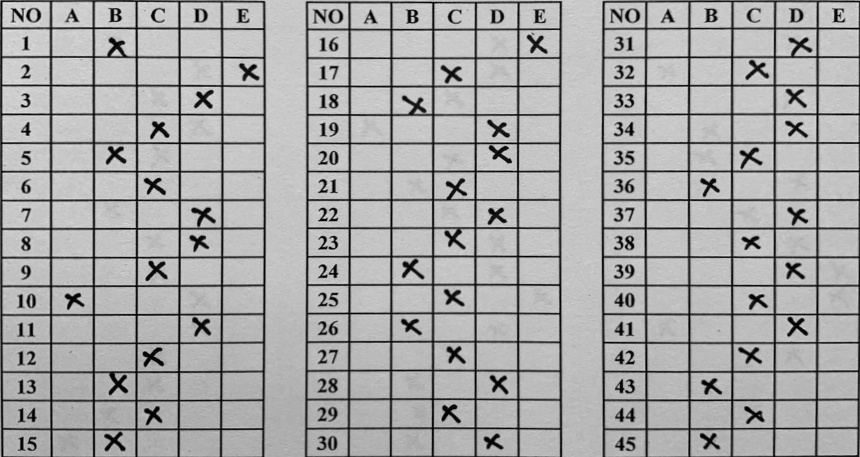 NO A B C D E
1 X
2 X
3 X
4 X
5 X
6 X
7 X
8 X
9 X
10 X
11 X
12 X
13 X
14 X
15 X
NO A B C D E
16 X
17 X
18 X
19 X
20 X
21 X
22 X
23 X
24 X
25 X
26 X
27 X
28 X
29 X
30 X
NO A B C D E
31 X
32 X
33 X
34 X
35 X
36 X
37 X
38 X
39 X
40 X
41 X
42 X
43 X
44 X
45 X